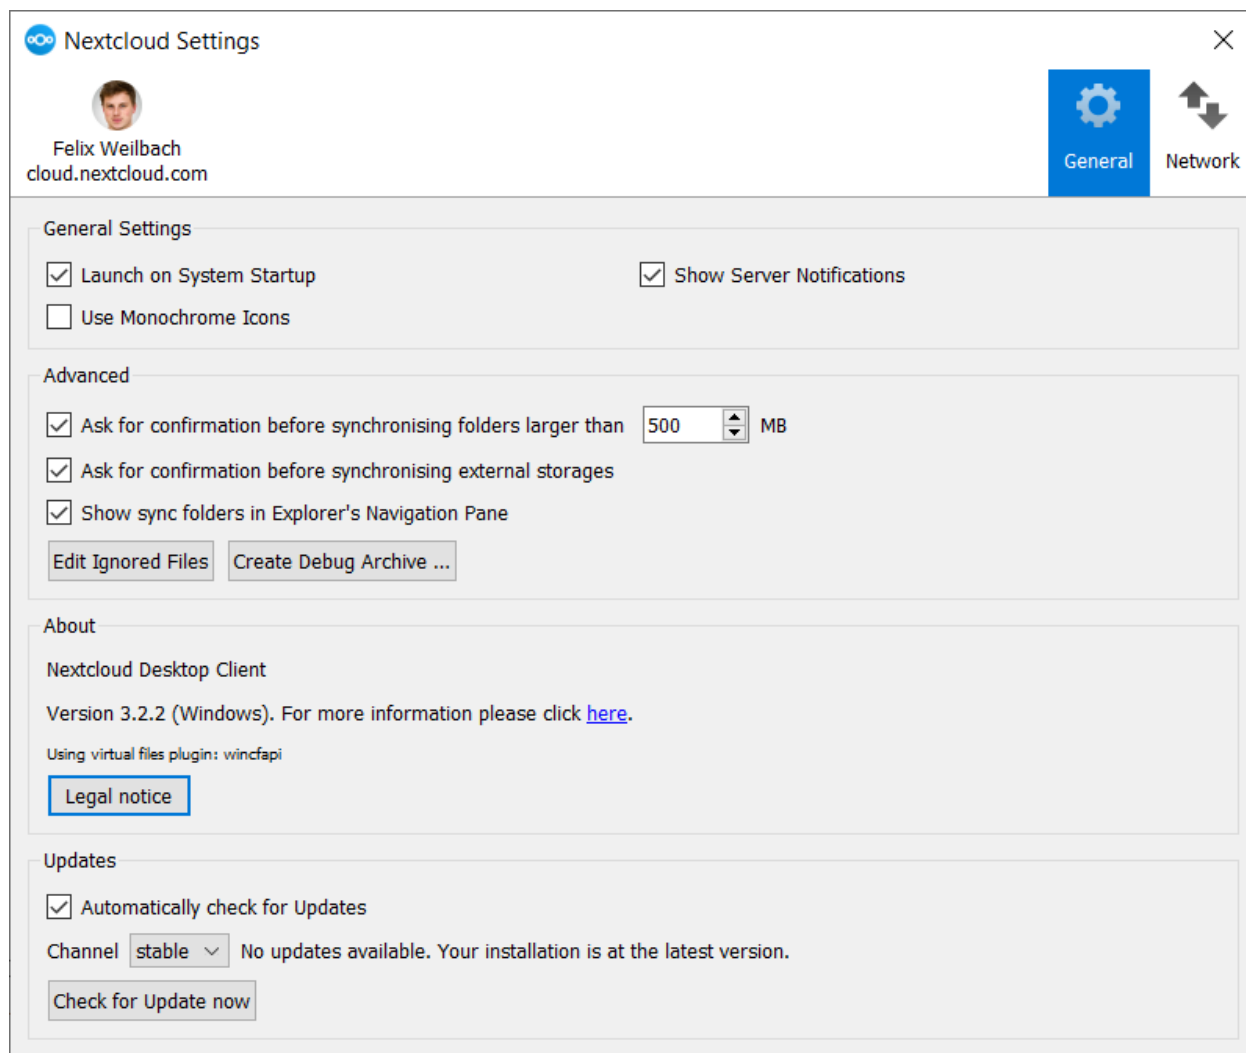 Nextcloud Settings
Felix Weilbach
cloud.nextcloud.com
General
Network
General Settings
Launch on System Startup
Show Server Notifications
Use Monochrome Icons
Advanced
Ask for confirmation before synchronising folders larger than 500 MB
Ask for confirmation before synchronising external storages
Show sync folders in Explorer's Navigation Pane
Edit Ignored Files
Create Debug Archive ...
About
Nextcloud Desktop Client
Version 3.2.2 (Windows). For more information please click here.
Using virtual files plugin: wincfapi
Legal notice
Updates
Automatically check for Updates
Channel stable No updates available. Your installation is at the latest version.
Check for Update now